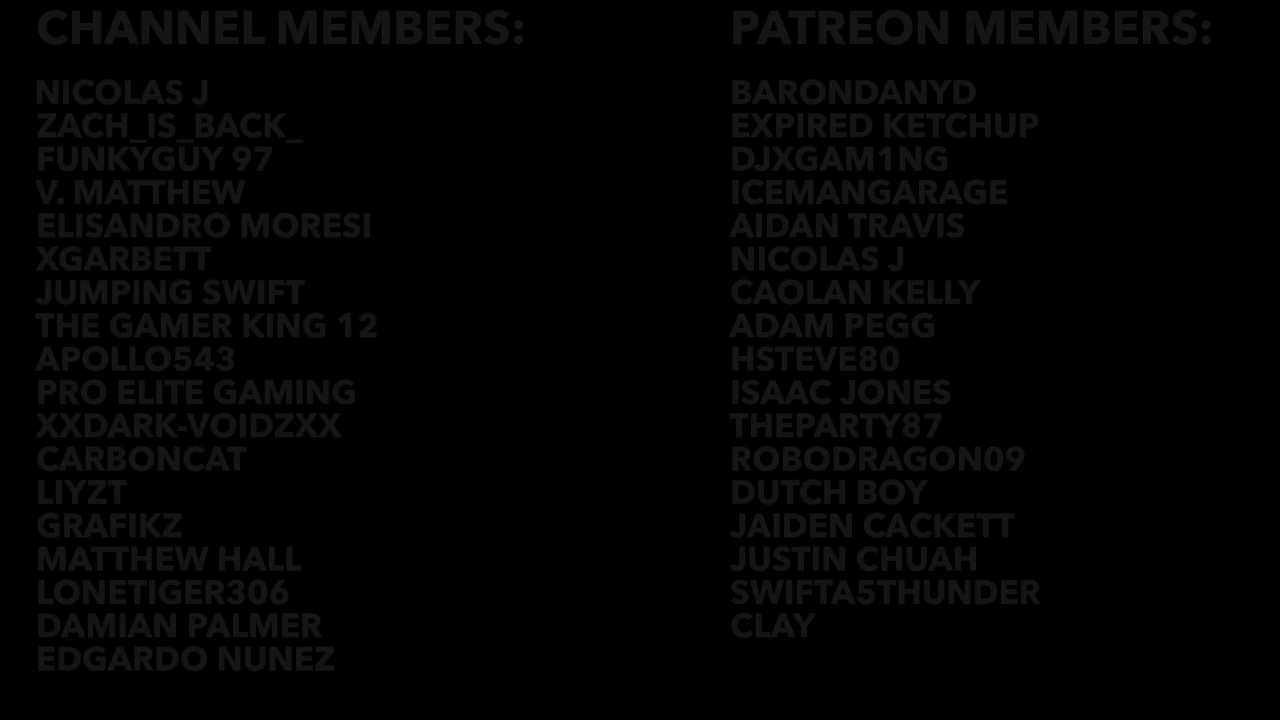 CHANNEL MEMBERS:
NICOLAS J
ZACH_IS_BACK_
FUNKYGUY 97
V. MATTHEW
ELISANDRO MORESI
XGARBETT
JUMPING SWIFT
THE GAMER KING 12
APOLLO543
PRO ELITE GAMING
XXDARK-VOIDZXX
CARBONCAT
LIYZT
GRAFIKZ
MATTHEW HALL
LONETIGER306
DAMIAN PALMER
EDGARDO NUNEZ
PATREON MEMBERS:
BARONDANYD
EXPIRED KETCHUP
DJXGAM1NG
ICEMANGARAGE
AIDAN TRAVIS
NICOLAS J
CAOLAN KELLY
ADAM PEGG
HSTEVE80
ISAAC JONES
THEPARTY87
ROBODRAGON09
DUTCH BOY
JAIDEN CACKETT
JUSTIN CHUAH
SWIFTA5THUNDER
CLAY